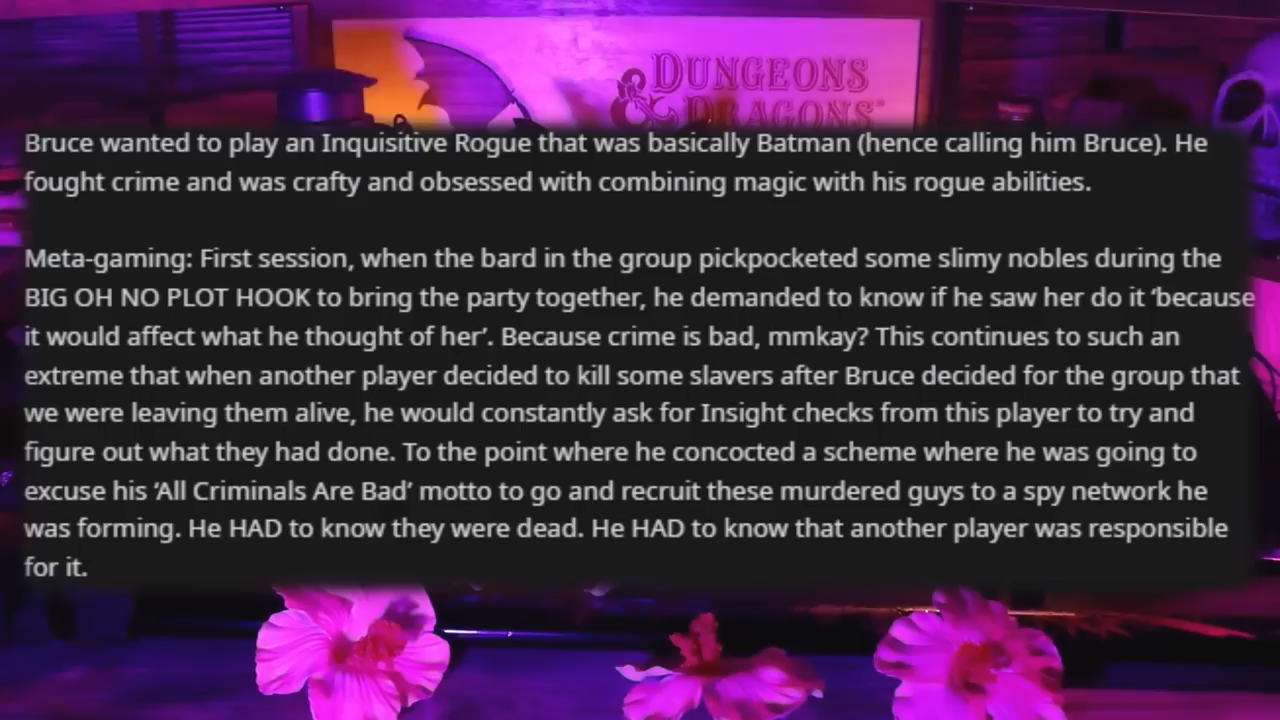 DUNGEONS
& DRAGONS
Bruce wanted to play an Inquisitive Rogue that was basically Batman (hence calling him Bruce). He
fought crime and was crafty and obsessed with combining magic with his rogue abilities.
Meta-gaming: First session, when the bard in the group pickpocketed some slimy nobles during the
BIG OH NO PLOT HOOK to bring the party together, he demanded to know if he saw her do it ‘because
it would affect what he thought of her’. Because crime is bad, mmkay? This continues to such an
extreme that when another player decided to kill some slavers after Bruce decided for the group that
we were leaving them alive, he would constantly ask for Insight checks from this player to try and
figure out what they had done. To the point where he concocted a scheme where he was going to
excuse his ‘All Criminals Are Bad’ motto to go and recruit these murdered guys to a spy network he
was forming. He HAD to know they were dead. He HAD to know that another player was responsible
for it.